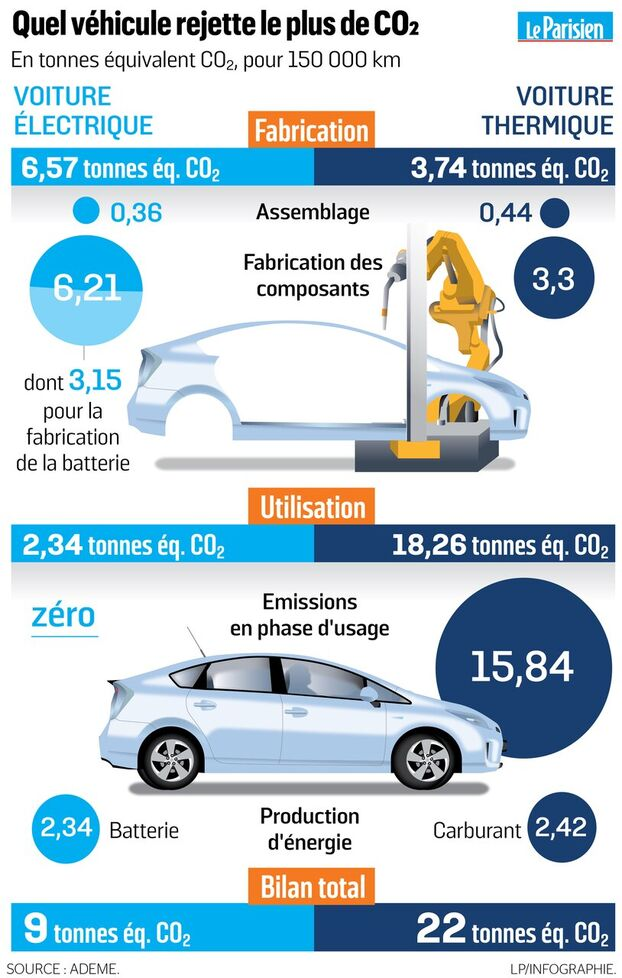 Quel véhicule rejette le plus de CO₂
Le Parisien
En tonnes équivalent CO₂, pour 150 000 km
VOITURE
ÉLECTRIQUE
VOITURE
THERMIQUE
Fabrication
6,57 tonnes éq. CO₂
3,74 tonnes éq. CO₂
0,36
Assemblage
0,44
6,21
Fabrication des
composants
3,3
dont 3,15
pour la
fabrication
de la batterie
Utilisation
2,34 tonnes éq. CO₂
18,26 tonnes éq. CO₂
zéro
Emissions
en phase d'usage
15,84
2,34 Batterie
Production
d'énergie
Carburant 2,42
Bilan total
9 tonnes éq. CO₂
22 tonnes éq. CO₂
SOURCE : ADEME.
LP/INFOGRAPHIE.